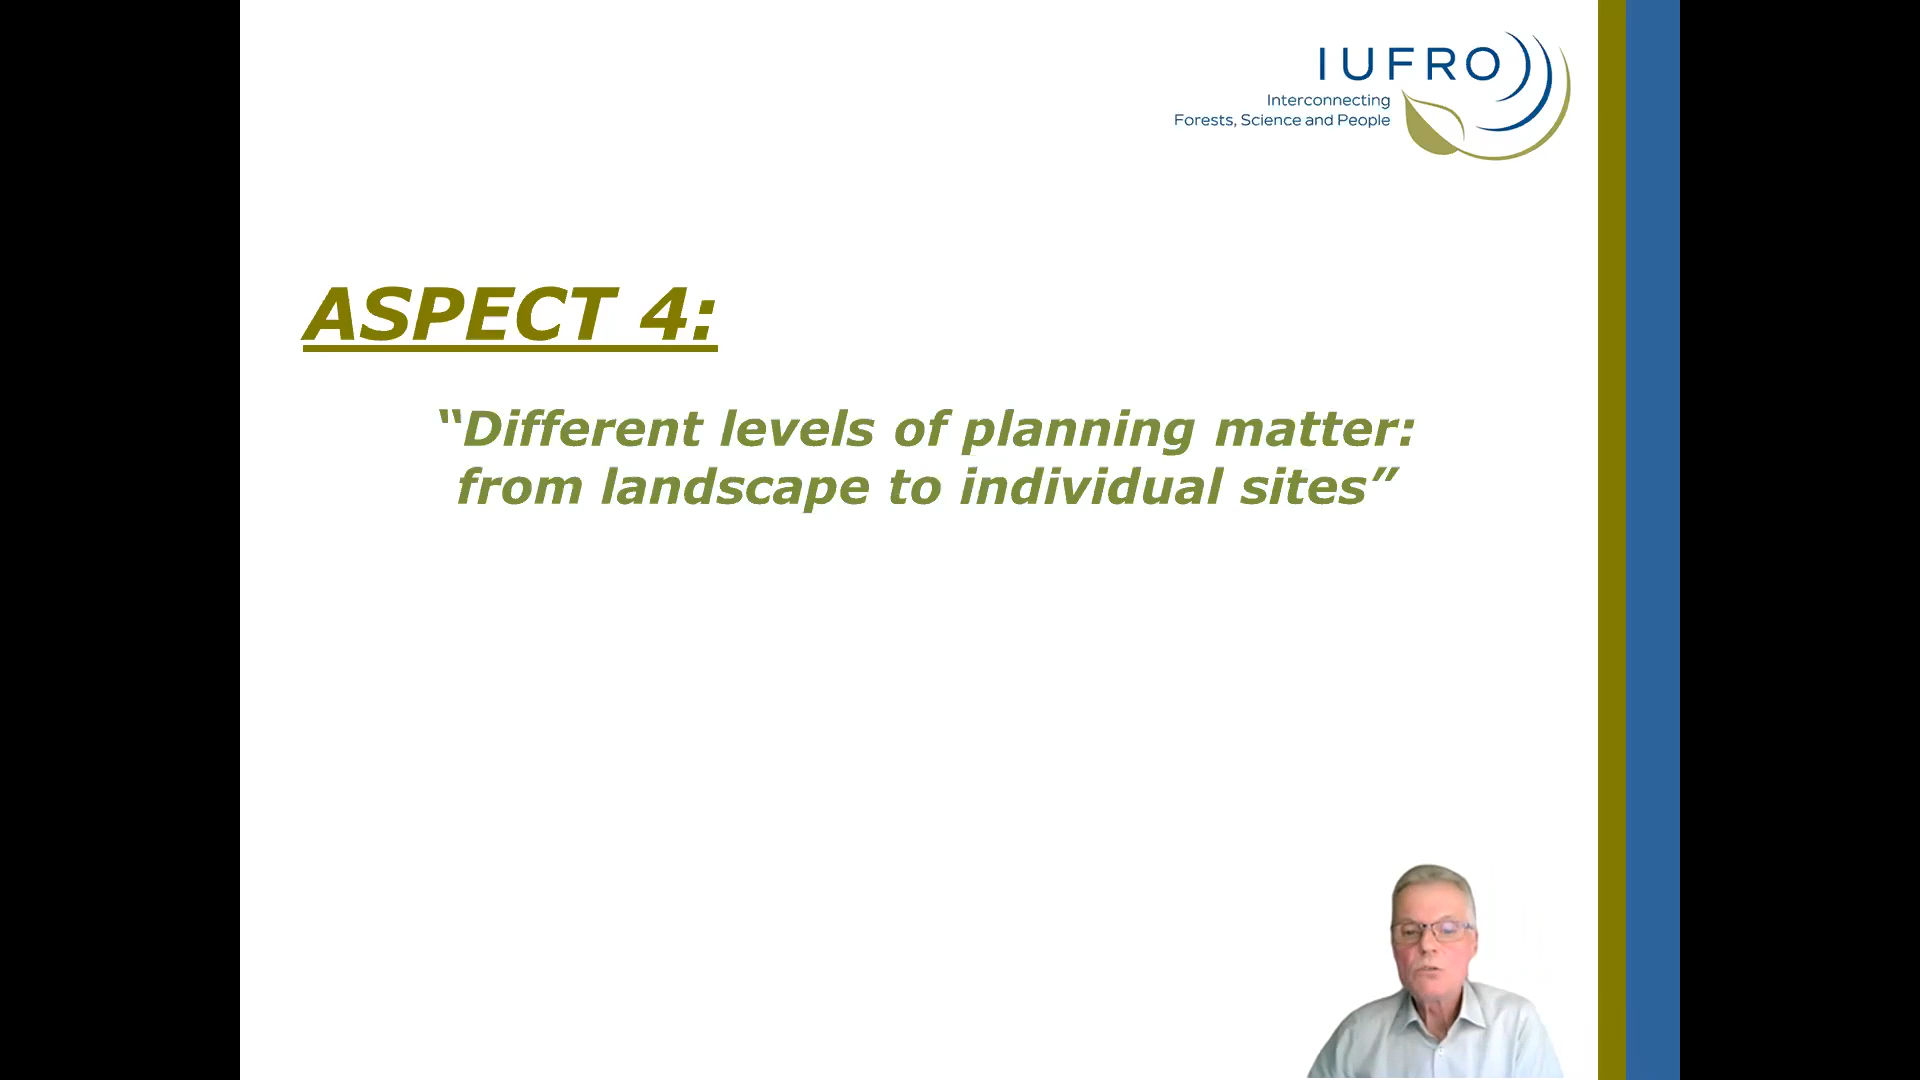 IUFRO
Interconnecting
Forests, Science and People
ASPECT 4:
“Different levels of planning matter:
from landscape to individual sites”